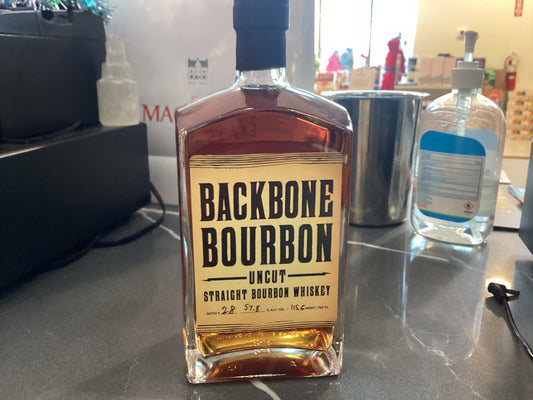 BACKBONE
BOURBON
UNCUT
STRAIGHT BOURBON WHISKEY
BATCH # 28 57.8 % ALC / VOL 115.6 PROOF / 750 ML
MA